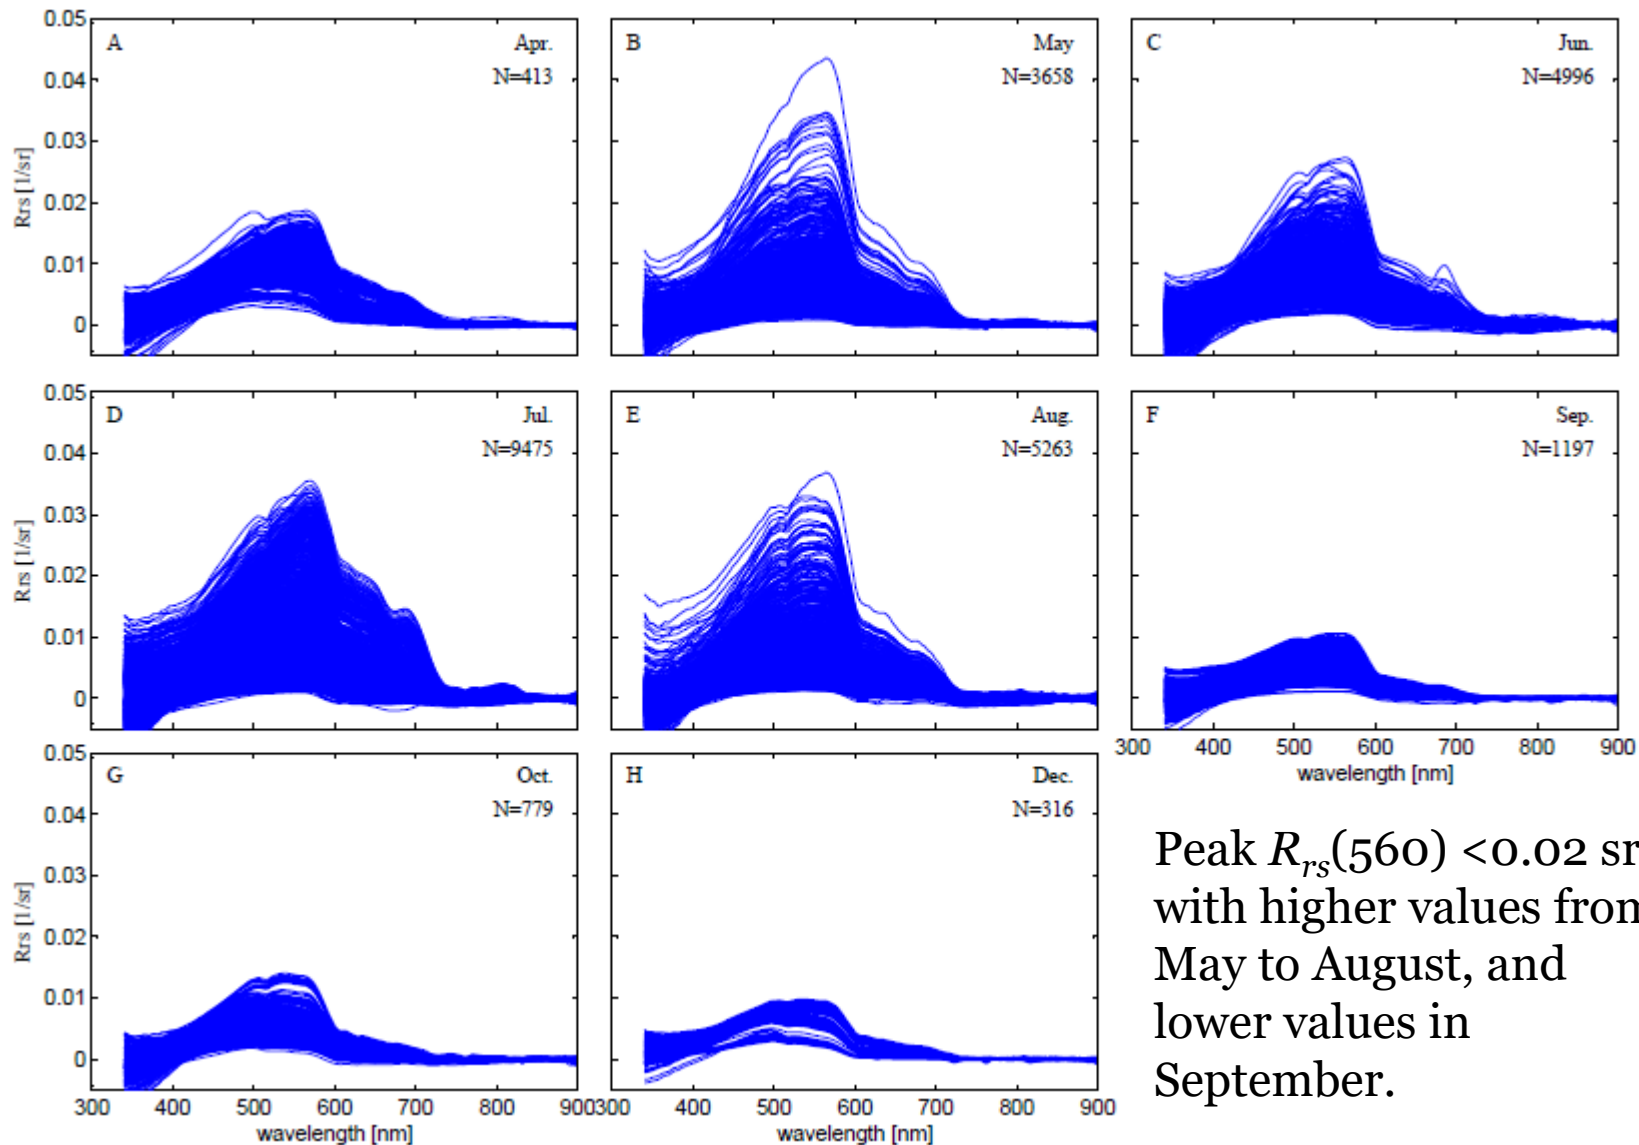 0.05
0.04
0.03
0.02
0.01
0
Rrs [1/sr]
A
Apr.
N=413
B
May
N=3658
C
Jun.
N=4996
0.05
0.04
0.03
0.02
0.01
0
Rrs [1/sr]
D
Jul.
N=9475
E
Aug.
N=5263
F
Sep.
N=1197
300 400 500 600 700 800 900
wavelength [nm]
0.05
0.04
0.03
0.02
0.01
0
Rrs [1/sr]
G
Oct.
N=779
H
Dec.
N=316
300 400 500 600 700 800 900
wavelength [nm]
300 400 500 600 700 800 900
wavelength [nm]
Peak Rrs(560) <0.02 sr
with higher values from
May to August, and
lower values in
September.